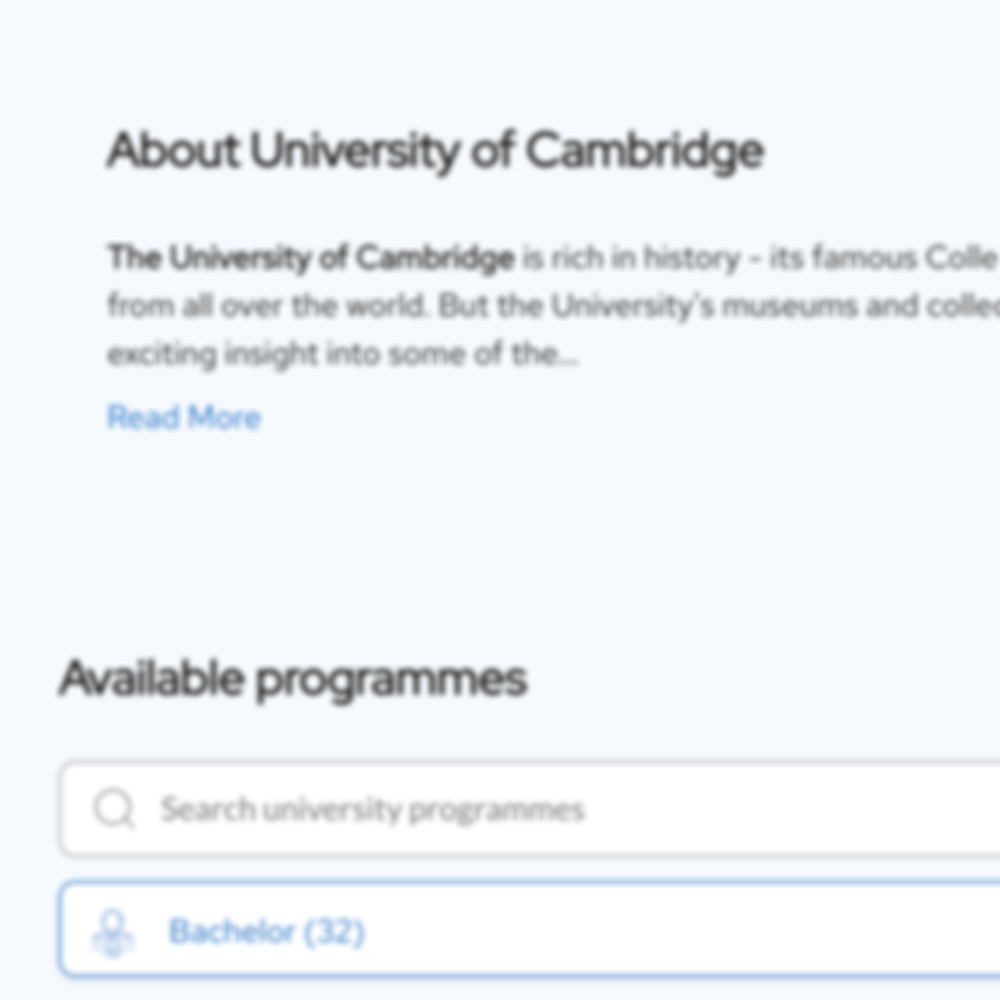 About University of Cambridge
The University of Cambridge is rich in history - its famous Colle
from all over the world. But the University's museums and collec
exciting insight into some of the...
Read More
Available programmes
Search university programmes
Bachelor (32)